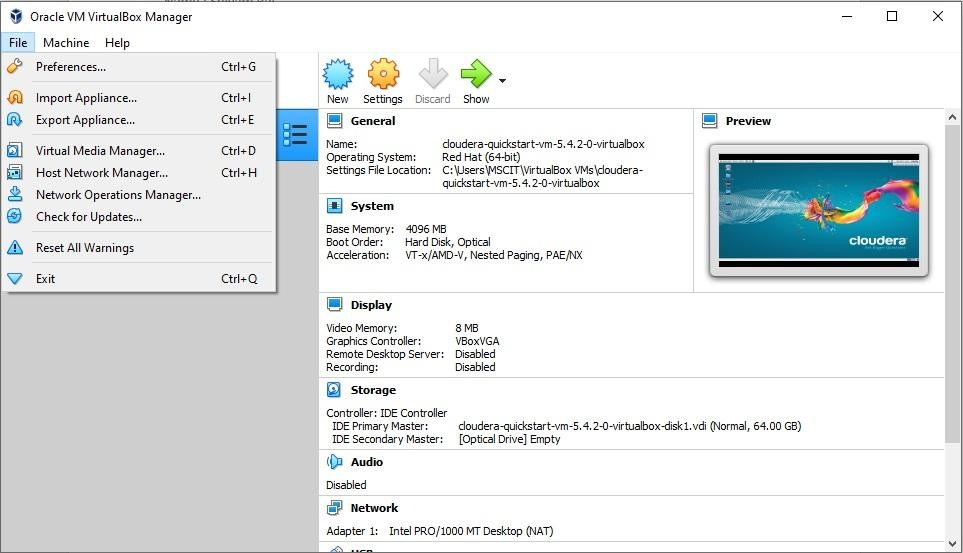 Oracle VM VirtualBox Manager
File Machine Help
Preferences... Ctrl+G
Import Appliance... Ctrl+I
Export Appliance... Ctrl+E
Virtual Media Manager... Ctrl+D
Host Network Manager... Ctrl+H
Network Operations Manager...
Check for Updates...
Reset All Warnings
Exit Ctrl+Q
New Settings Discard Show
General
Name: cloudera-quickstart-vm-5.4.2-0-virtualbox
Operating System: Red Hat (64-bit)
Settings File Location: C:\Users\MSCIT\VirtualBox VMs\cloudera-
quickstart-vm-5.4.2-0-virtualbox
System
Base Memory: 4096 MB
Boot Order: Hard Disk, Optical
Acceleration: VT-x/AMD-V, Nested Paging, PAE/NX
Preview
cloudera
Display
Video Memory: 8 MB
Graphics Controller: VBoxVGA
Remote Desktop Server: Disabled
Recording: Disabled
Storage
Controller: IDE Controller
IDE Primary Master: cloudera-quickstart-vm-5.4.2-0-virtualbox-disk1.vdi (Normal, 64.00 GB)
IDE Secondary Master: [Optical Drive] Empty
Audio
Disabled
Network
Adapter 1: Intel PRO/1000 MT Desktop (NAT)